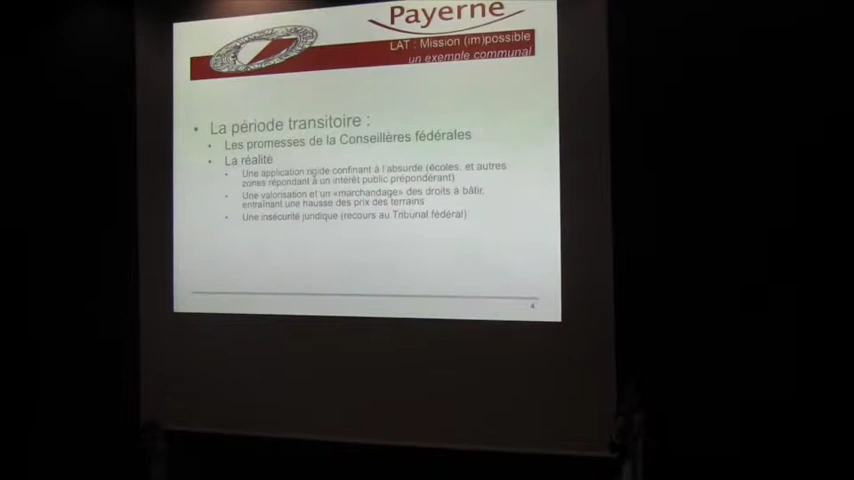 Payerne
LAT : Mission (im)possible
un exemple communal
• La période transitoire :
• Les promesses de la Conseillères fédérales
• La réalité
• Une application rigide confinant à l'absurde (écoles, et autres
zones répondant à un intérêt public prépondérant)
• Une valorisation et un «marchandage» des droits à bâtir,
entraînant une hausse des prix des terrains
• Une insécurité juridique (recours au Tribunal fédéral)
4